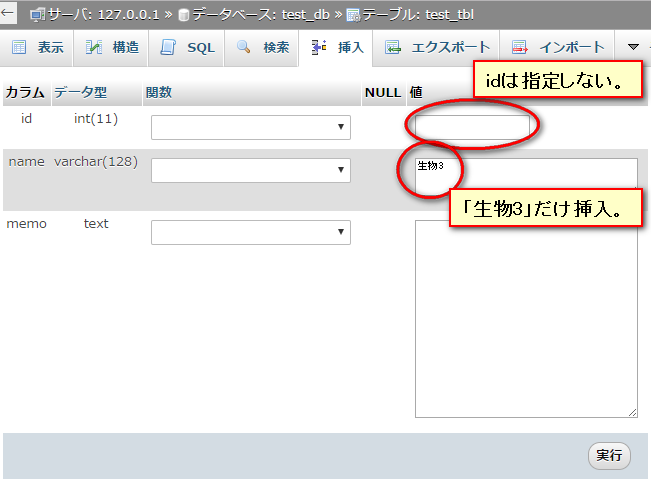 サーバ: 127.0.0.1 » データベース: test_db » テーブル: test_tbl
表示 構造 SQL 検索 挿入 エクスポート インポート
idは指定しない。
カラム データ型 関数 NULL 値
id int(11)
name varchar(128) 生物3
「生物3」だけ挿入。
memo text
実行